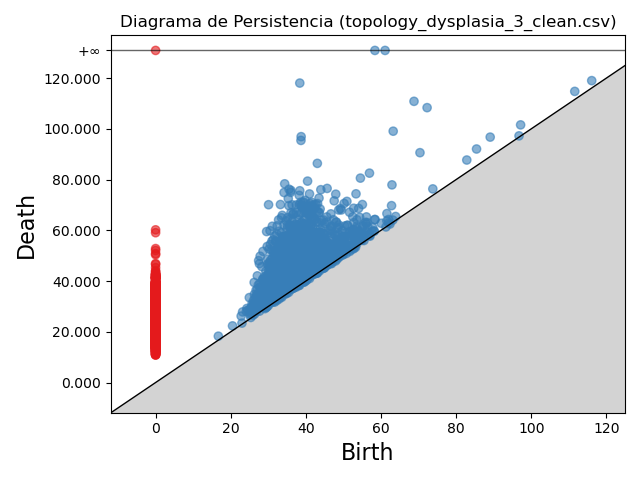 Diagrama de Persistencia (topology_dysplasia_3_clean.csv)
+∞
120.000
100.000
80.000
60.000
40.000
20.000
0.000
Death
0 20 40 60 80 100 120
Birth